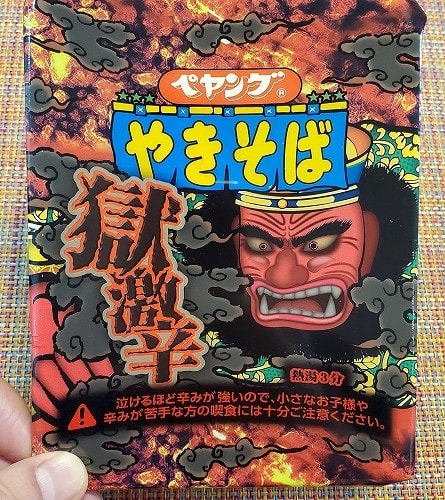 ペヤング®
やきそば
獄激辛
熱湯3分
泣けるほど辛みが強いので、小さなお子様や
辛みが苦手な方の喫食には十分ご注意ください。